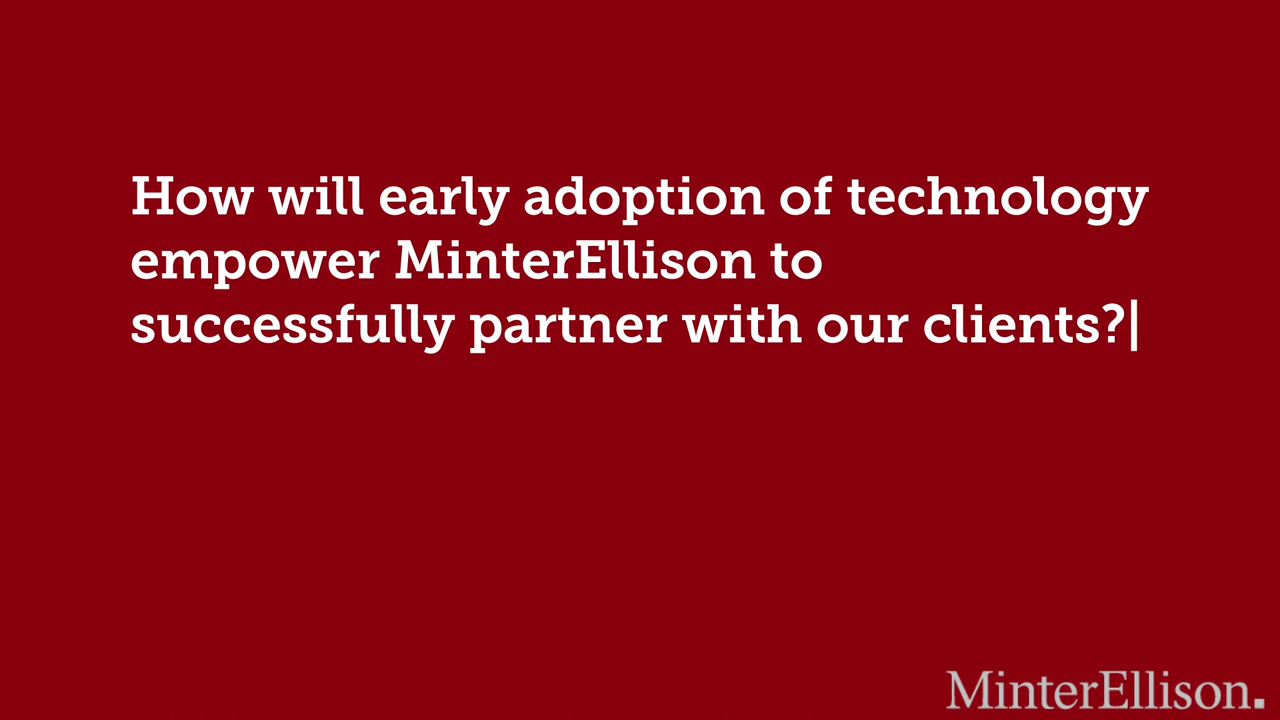 How will early adoption of technology
empower MinterEllison to
successfully partner with our clients?|
MinterEllison.